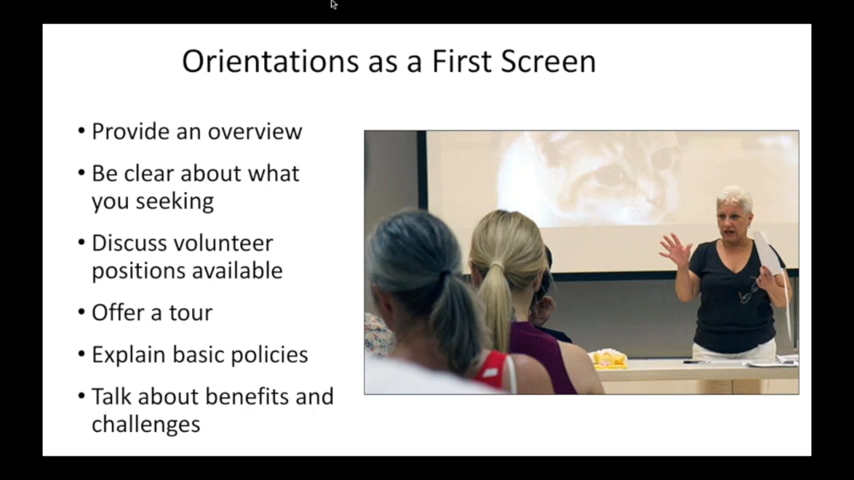 Orientations as a First Screen
• Provide an overview
• Be clear about what
you seeking
• Discuss volunteer
positions available
• Offer a tour
• Explain basic policies
• Talk about benefits and
challenges